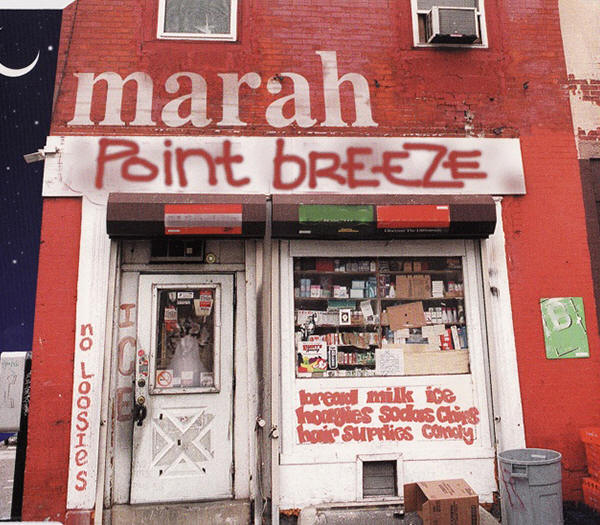 marah
Point breeze
ICE
no Loosies
bread milk ice
hoagies sodas Chips
hair Supplies Candy
B